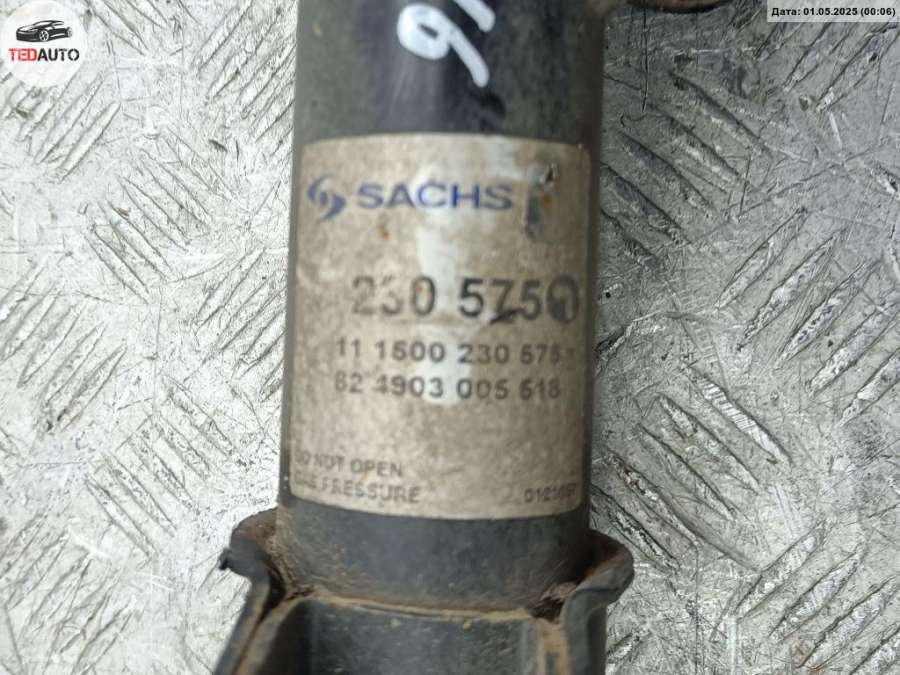 Дата: 01.05.2025 (00:06)
TEDAUTO
SACHS
230 575
11 1500 230 575
82 4903 005 518
DO NOT OPEN
GAS PRESSURE